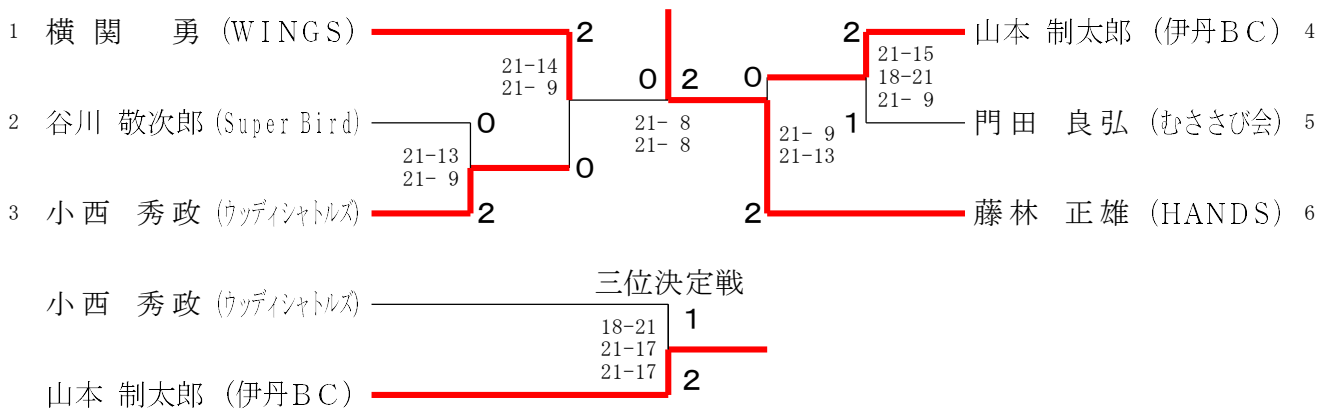 1 横関 勇 (WINGS) 2 2 山本 制太郎 (伊丹BC) 4
21-14 0 2 0 21-15
21- 9 18-21
21- 9
2 谷川 敬次郎 (Super Bird) 0 21- 8 21- 9 1 門田 良弘 (むささび会) 5
21- 8 21-13
21-13 0
21- 9
3 小西 秀政 (ウッディシャトルズ) 2 2 藤林 正雄 (HANDS) 6
三位決定戦
小西 秀政 (ウッディシャトルズ) 1
18-21
21-17
21-17
山本 制太郎 (伊丹BC) 2